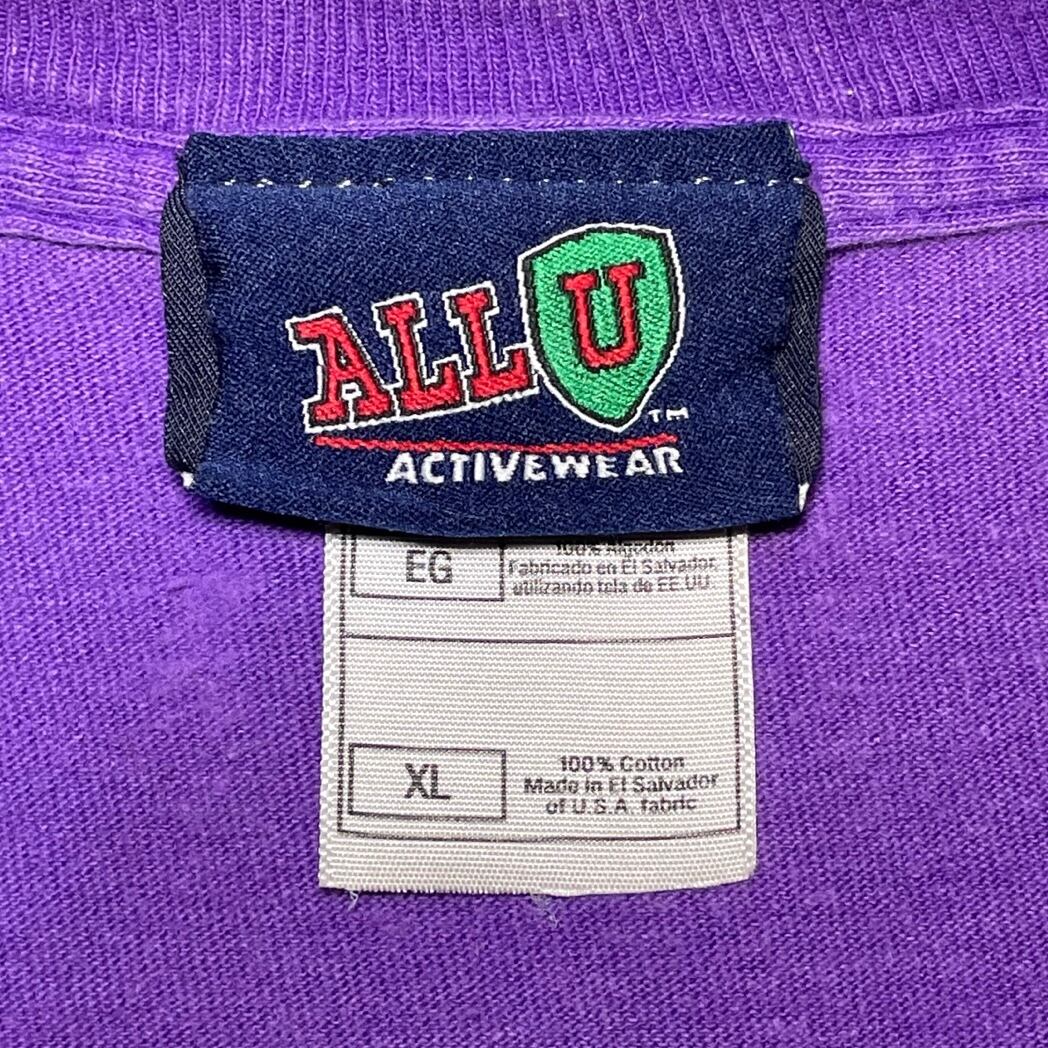 ALL U
TM
ACTIVEWEAR
EG
100% Algodón
Fabricado en El Salvador,
utilizando tela de EE.UU.
XL
100% Cotton
Made in El Salvador
of U.S.A. fabric